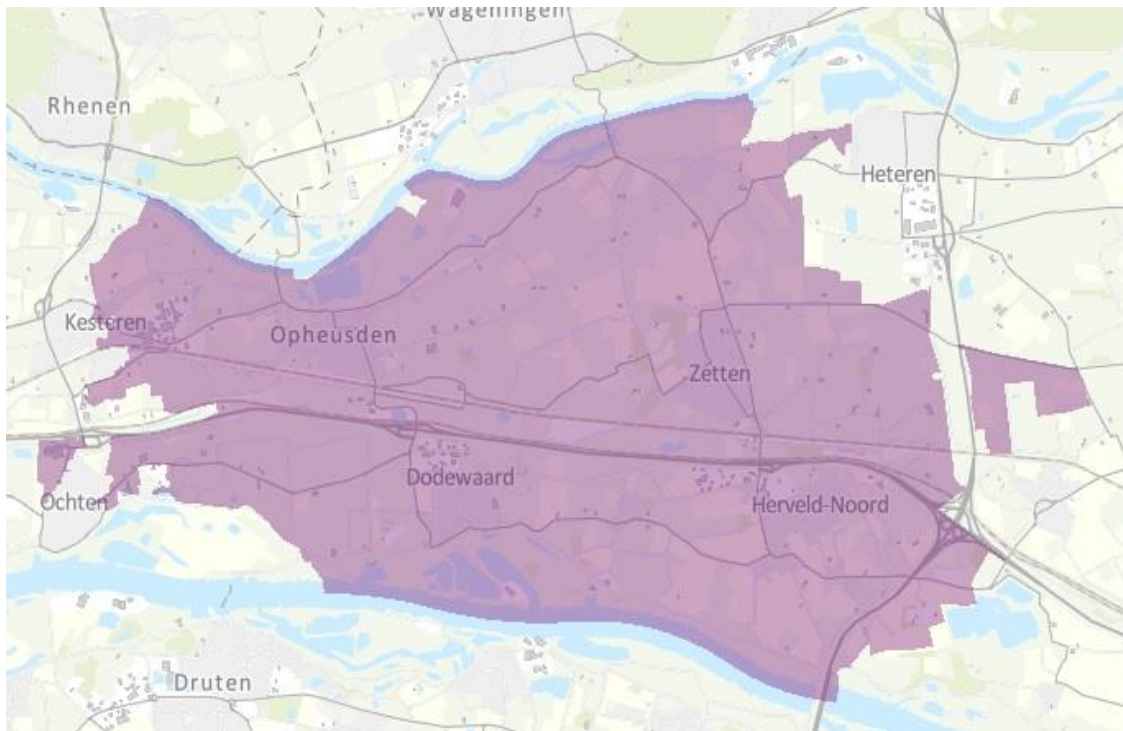 Wageningen
Rhenen
Heteren
Kesteren
Opheusden
Zetten
Dodewaard
Ochten
Herveld-Noord
Druten